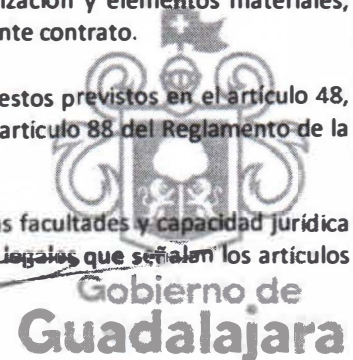 ización y elementos materiales,
nte contrato.
estos previstos en el artículo 48,
artículo 88 del Reglamento de la
as facultades y capacidad jurídica
legales que señalan los artículos
Gobierno de
Guadalajara